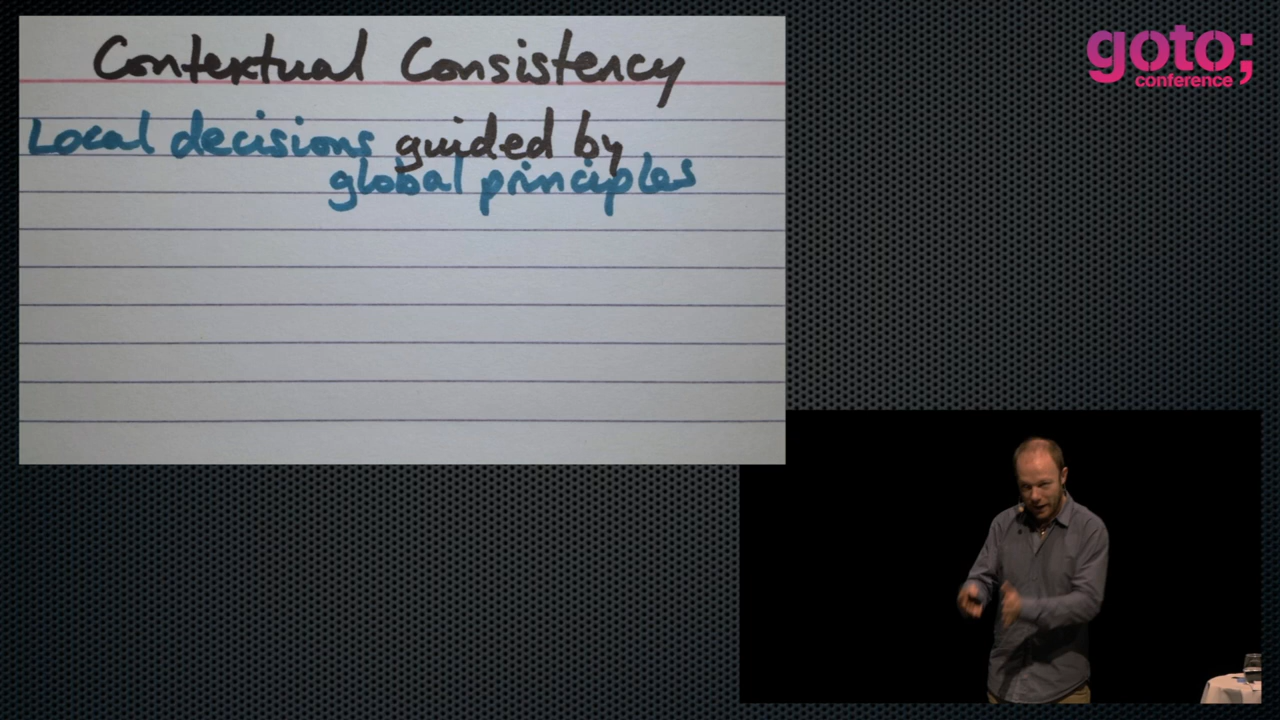 Contextual Consistency
Local decisions guided by
global principles
goto;
conference